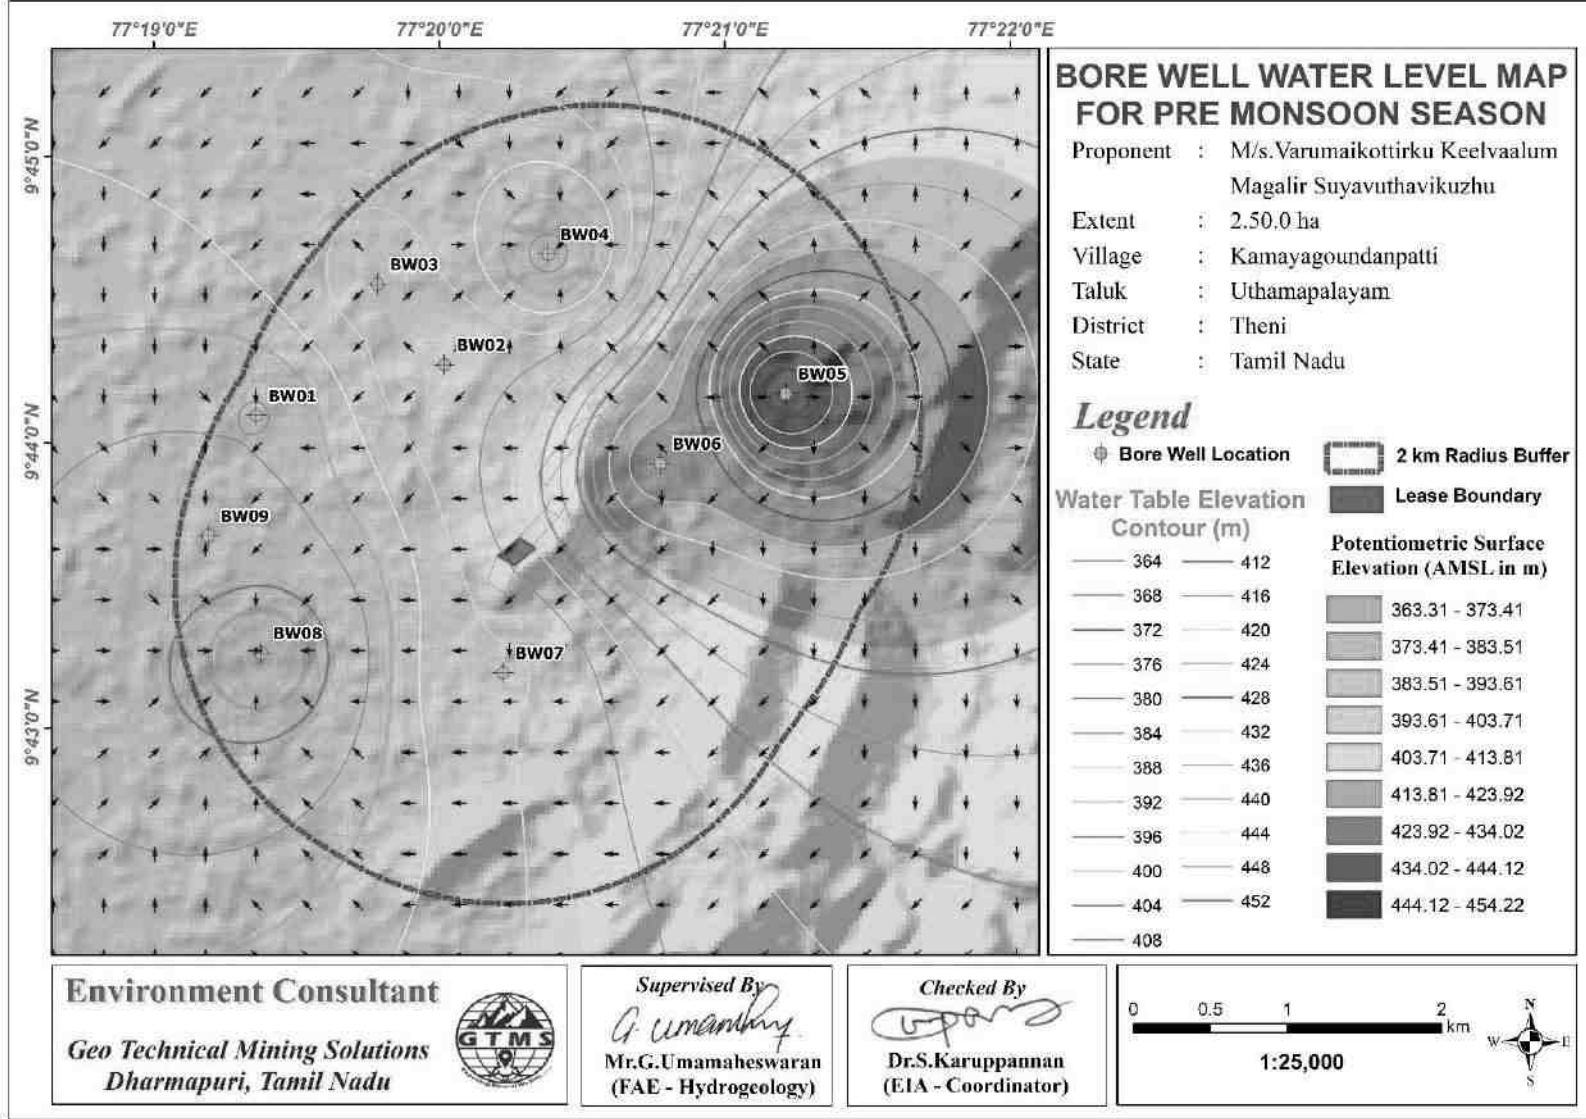 77°19'0"E 77°20'0"E 77°21'0"E 77°22'0"E
9°45'0"N
9°44'0"N
9°43'0"N
BW04
BW03
BW02
BW05
BW01
BW06
BW09
BW08
BW07
BORE WELL WATER LEVEL MAP
FOR PRE MONSOON SEASON
Proponent : M/s.Varumaikottirku Keelvaalum
Magalir Suyavuthavikuzhu
Extent : 2.50.0 ha
Village : Kamayagoundanpatti
Taluk : Uthamapalayam
District : Theni
State : Tamil Nadu
Legend
Bore Well Location
2 km Radius Buffer
Lease Boundary
Water Table Elevation
Contour (m)
364 412
368 416
372 420
376 424
380 428
384 432
388 436
392 440
396 444
400 448
404 452
408
Potentiometric Surface
Elevation (AMSL in m)
363.31 - 373.41
373.41 - 383.51
383.51 - 393.61
393.61 - 403.71
403.71 - 413.81
413.81 - 423.92
423.92 - 434.02
434.02 - 444.12
444.12 - 454.22
Environment Consultant
Geo Technical Mining Solutions
Dharmapuri, Tamil Nadu
GTMS
Supervised By
G. Umamhy
Mr.G.Umamaheswaran
(FAE - Hydrogeology)
Checked By
Dr.S.Karuppannan
(EIA - Coordinator)
0 0.5 1 2
km
1:25,000
N
W E
S